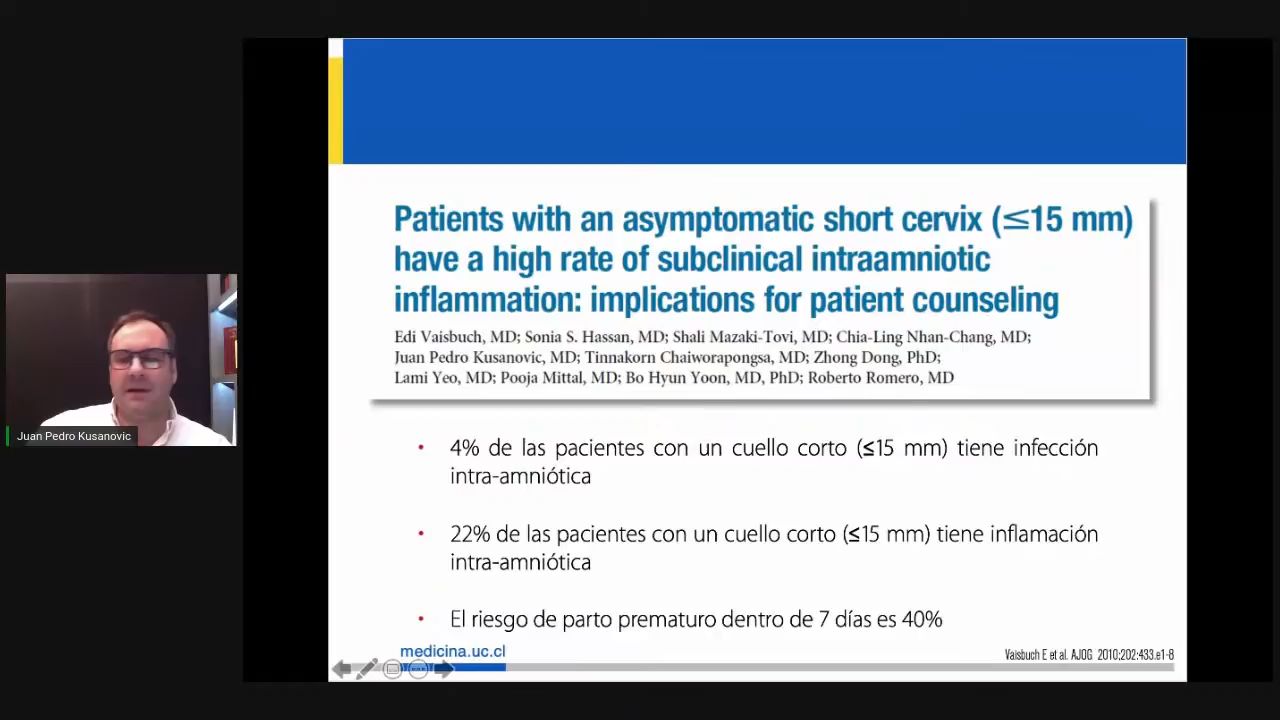 Patients with an asymptomatic short cervix (≤15 mm)
have a high rate of subclinical intraamniotic
inflammation: implications for patient counseling
Edi Vaisbuch, MD; Sonia S. Hassan, MD; Shali Mazaki-Tovi, MD; Chia-Ling Nhan-Chang, MD;
Juan Pedro Kusanovic, MD; Tinnakorn Chaiworapongsa, MD; Zhong Dong, PhD;
Lami Yeo, MD; Pooja Mittal, MD; Bo Hyun Yoon, MD, PhD; Roberto Romero, MD
Juan Pedro Kusanovic
• 4% de las pacientes con un cuello corto (≤15 mm) tiene infección
intra-amniótica
• 22% de las pacientes con un cuello corto (≤15 mm) tiene inflamación
intra-amniótica
• El riesgo de parto prematuro dentro de 7 días es 40%
medicina.uc.cl
Vaisbuch E et al. AJOG 2010;202:433.e1-8